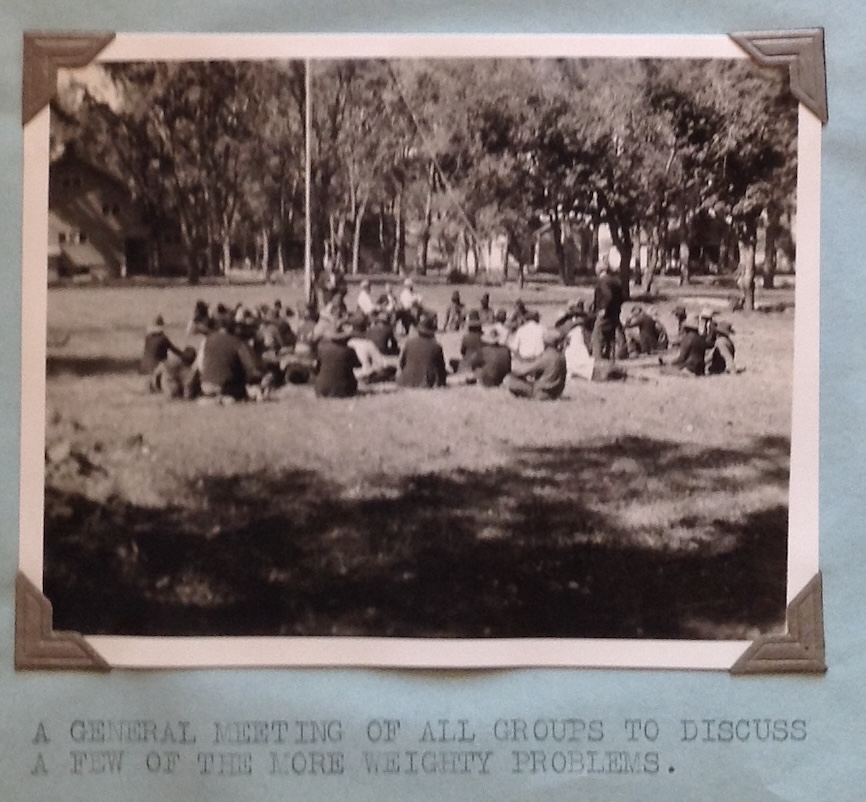 A GENERAL MEETING OF ALL GROUPS TO DISCUSS
A FEW OF THE MORE WEIGHTY PROBLEMS.